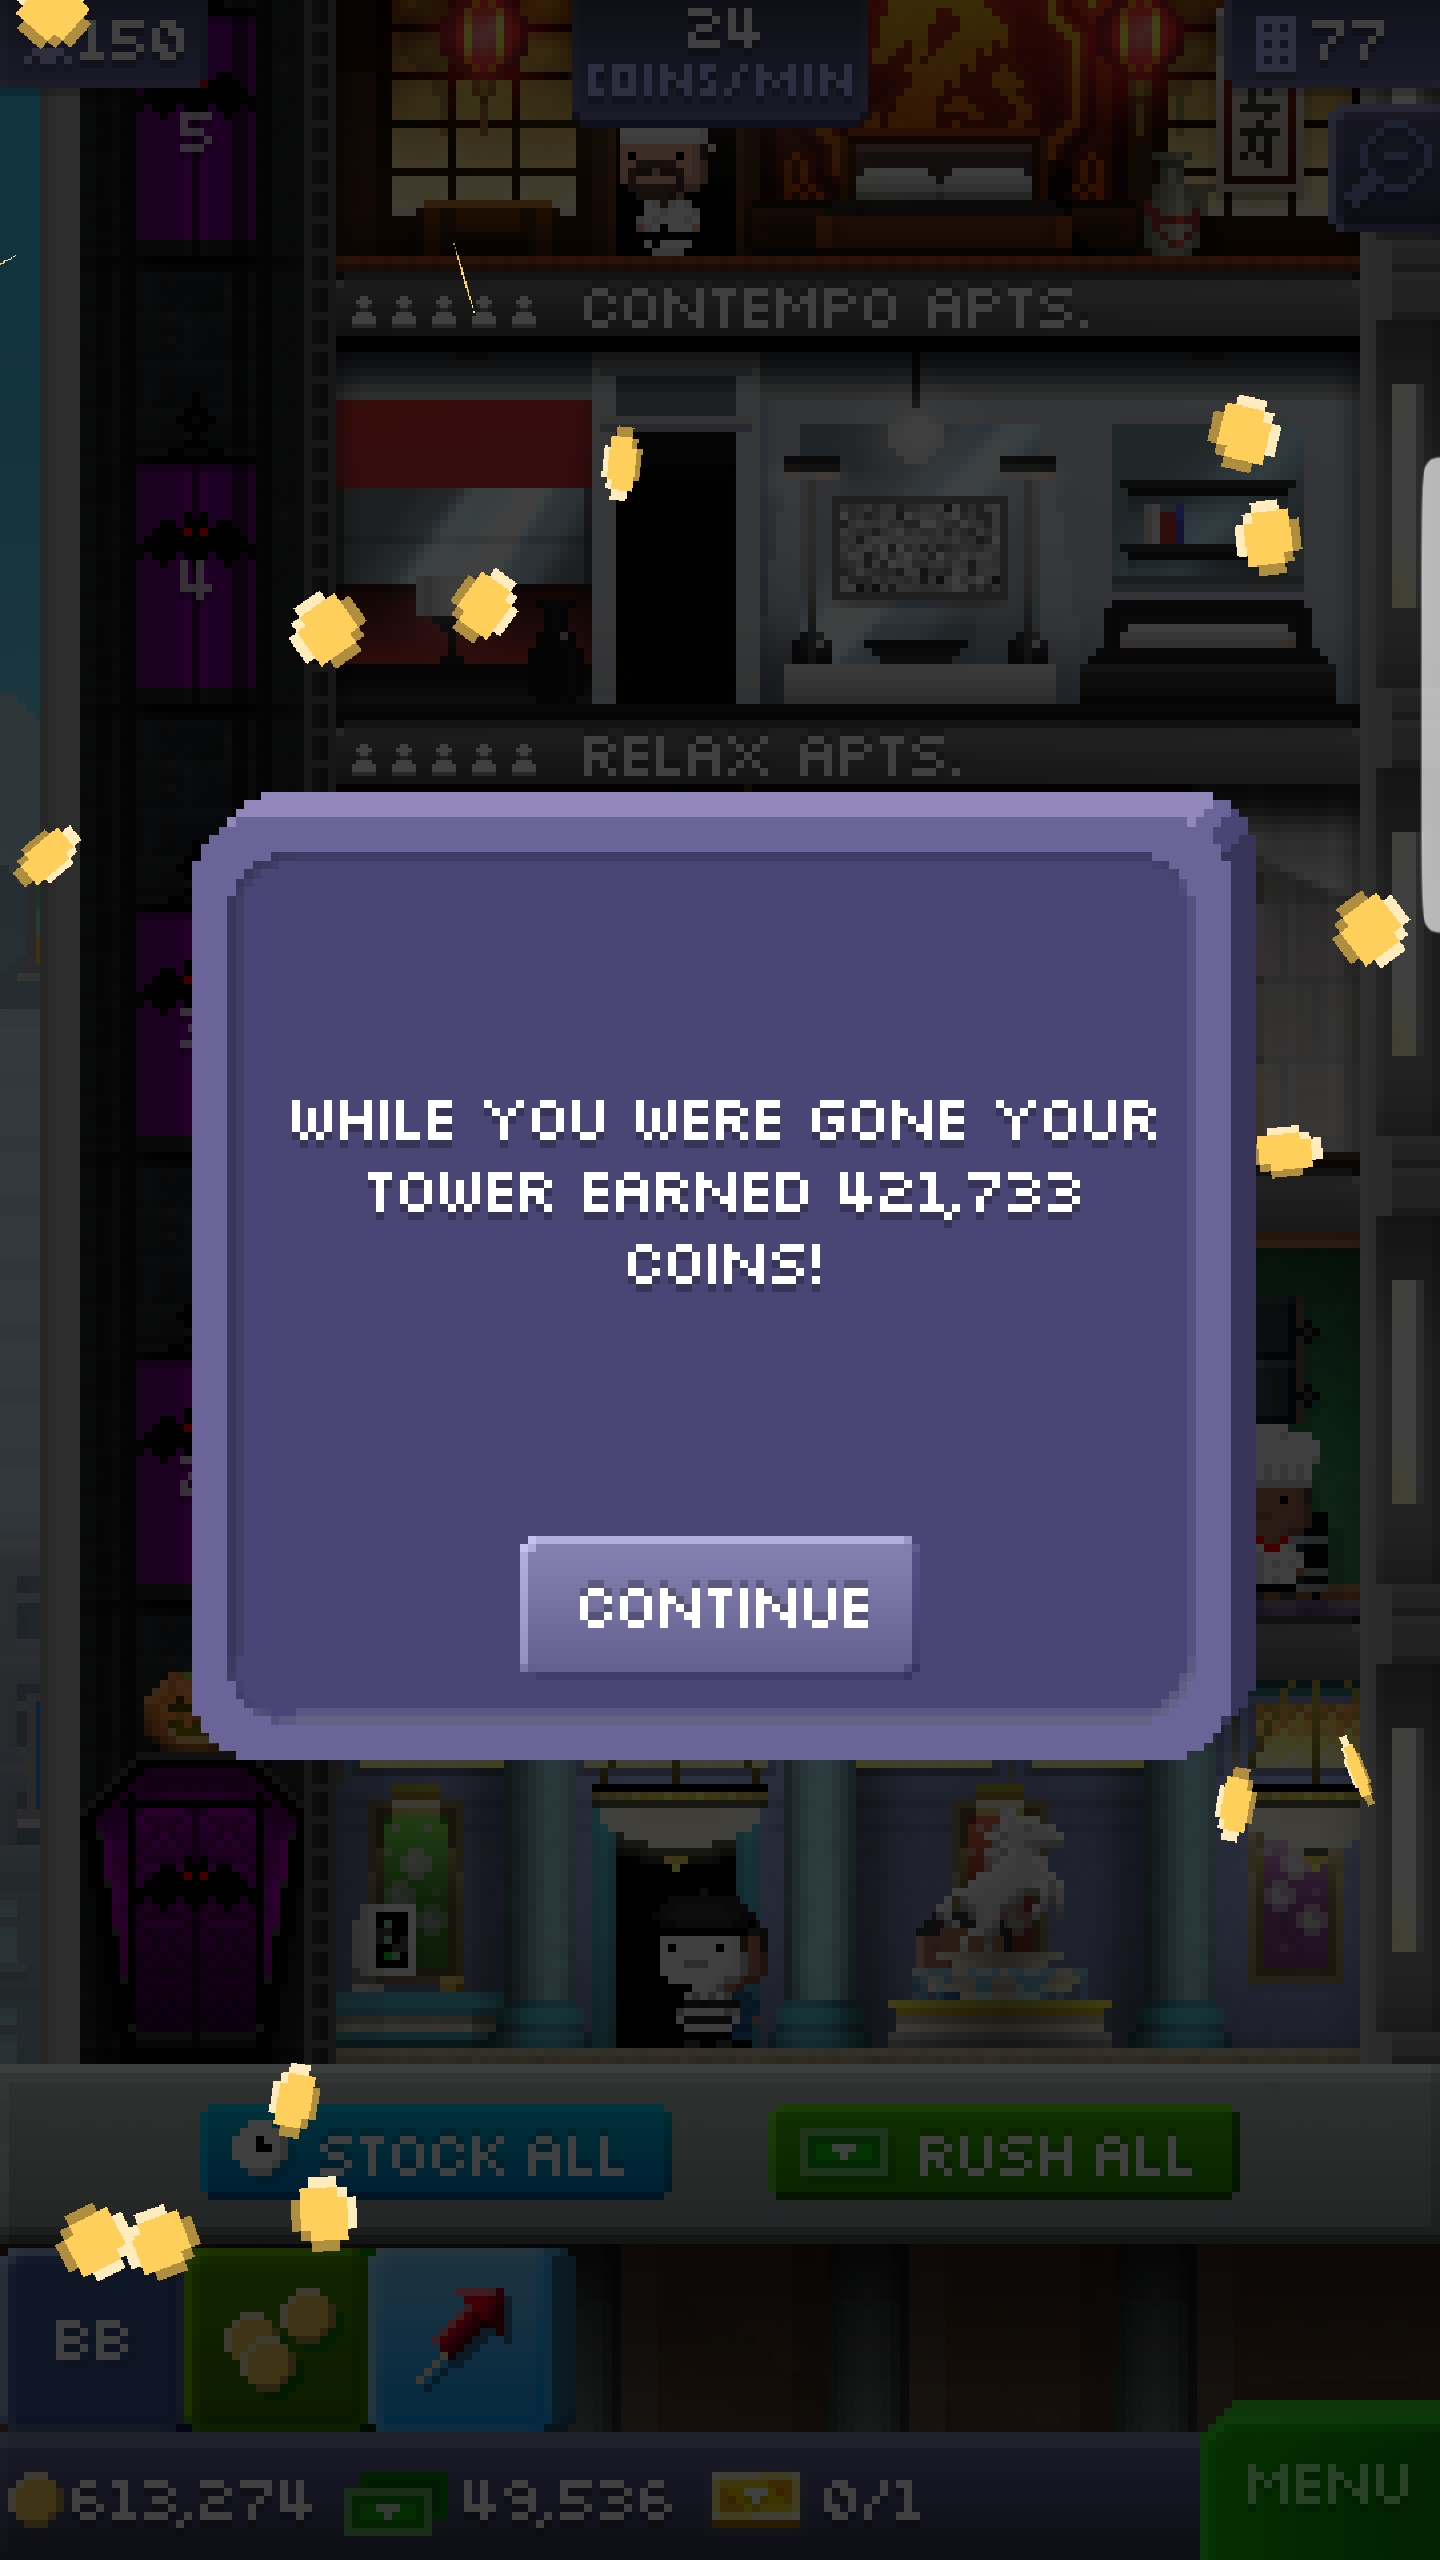 150
24
COINS/MIN
77
5
CONTEMPO APTS.
4
RELAX APTS.
WHILE YOU WERE GONE YOUR
TOWER EARNED 421,733
COINS!
CONTINUE
STOCK ALL
RUSH ALL
BB
613,274
49,536
0/1
MENU